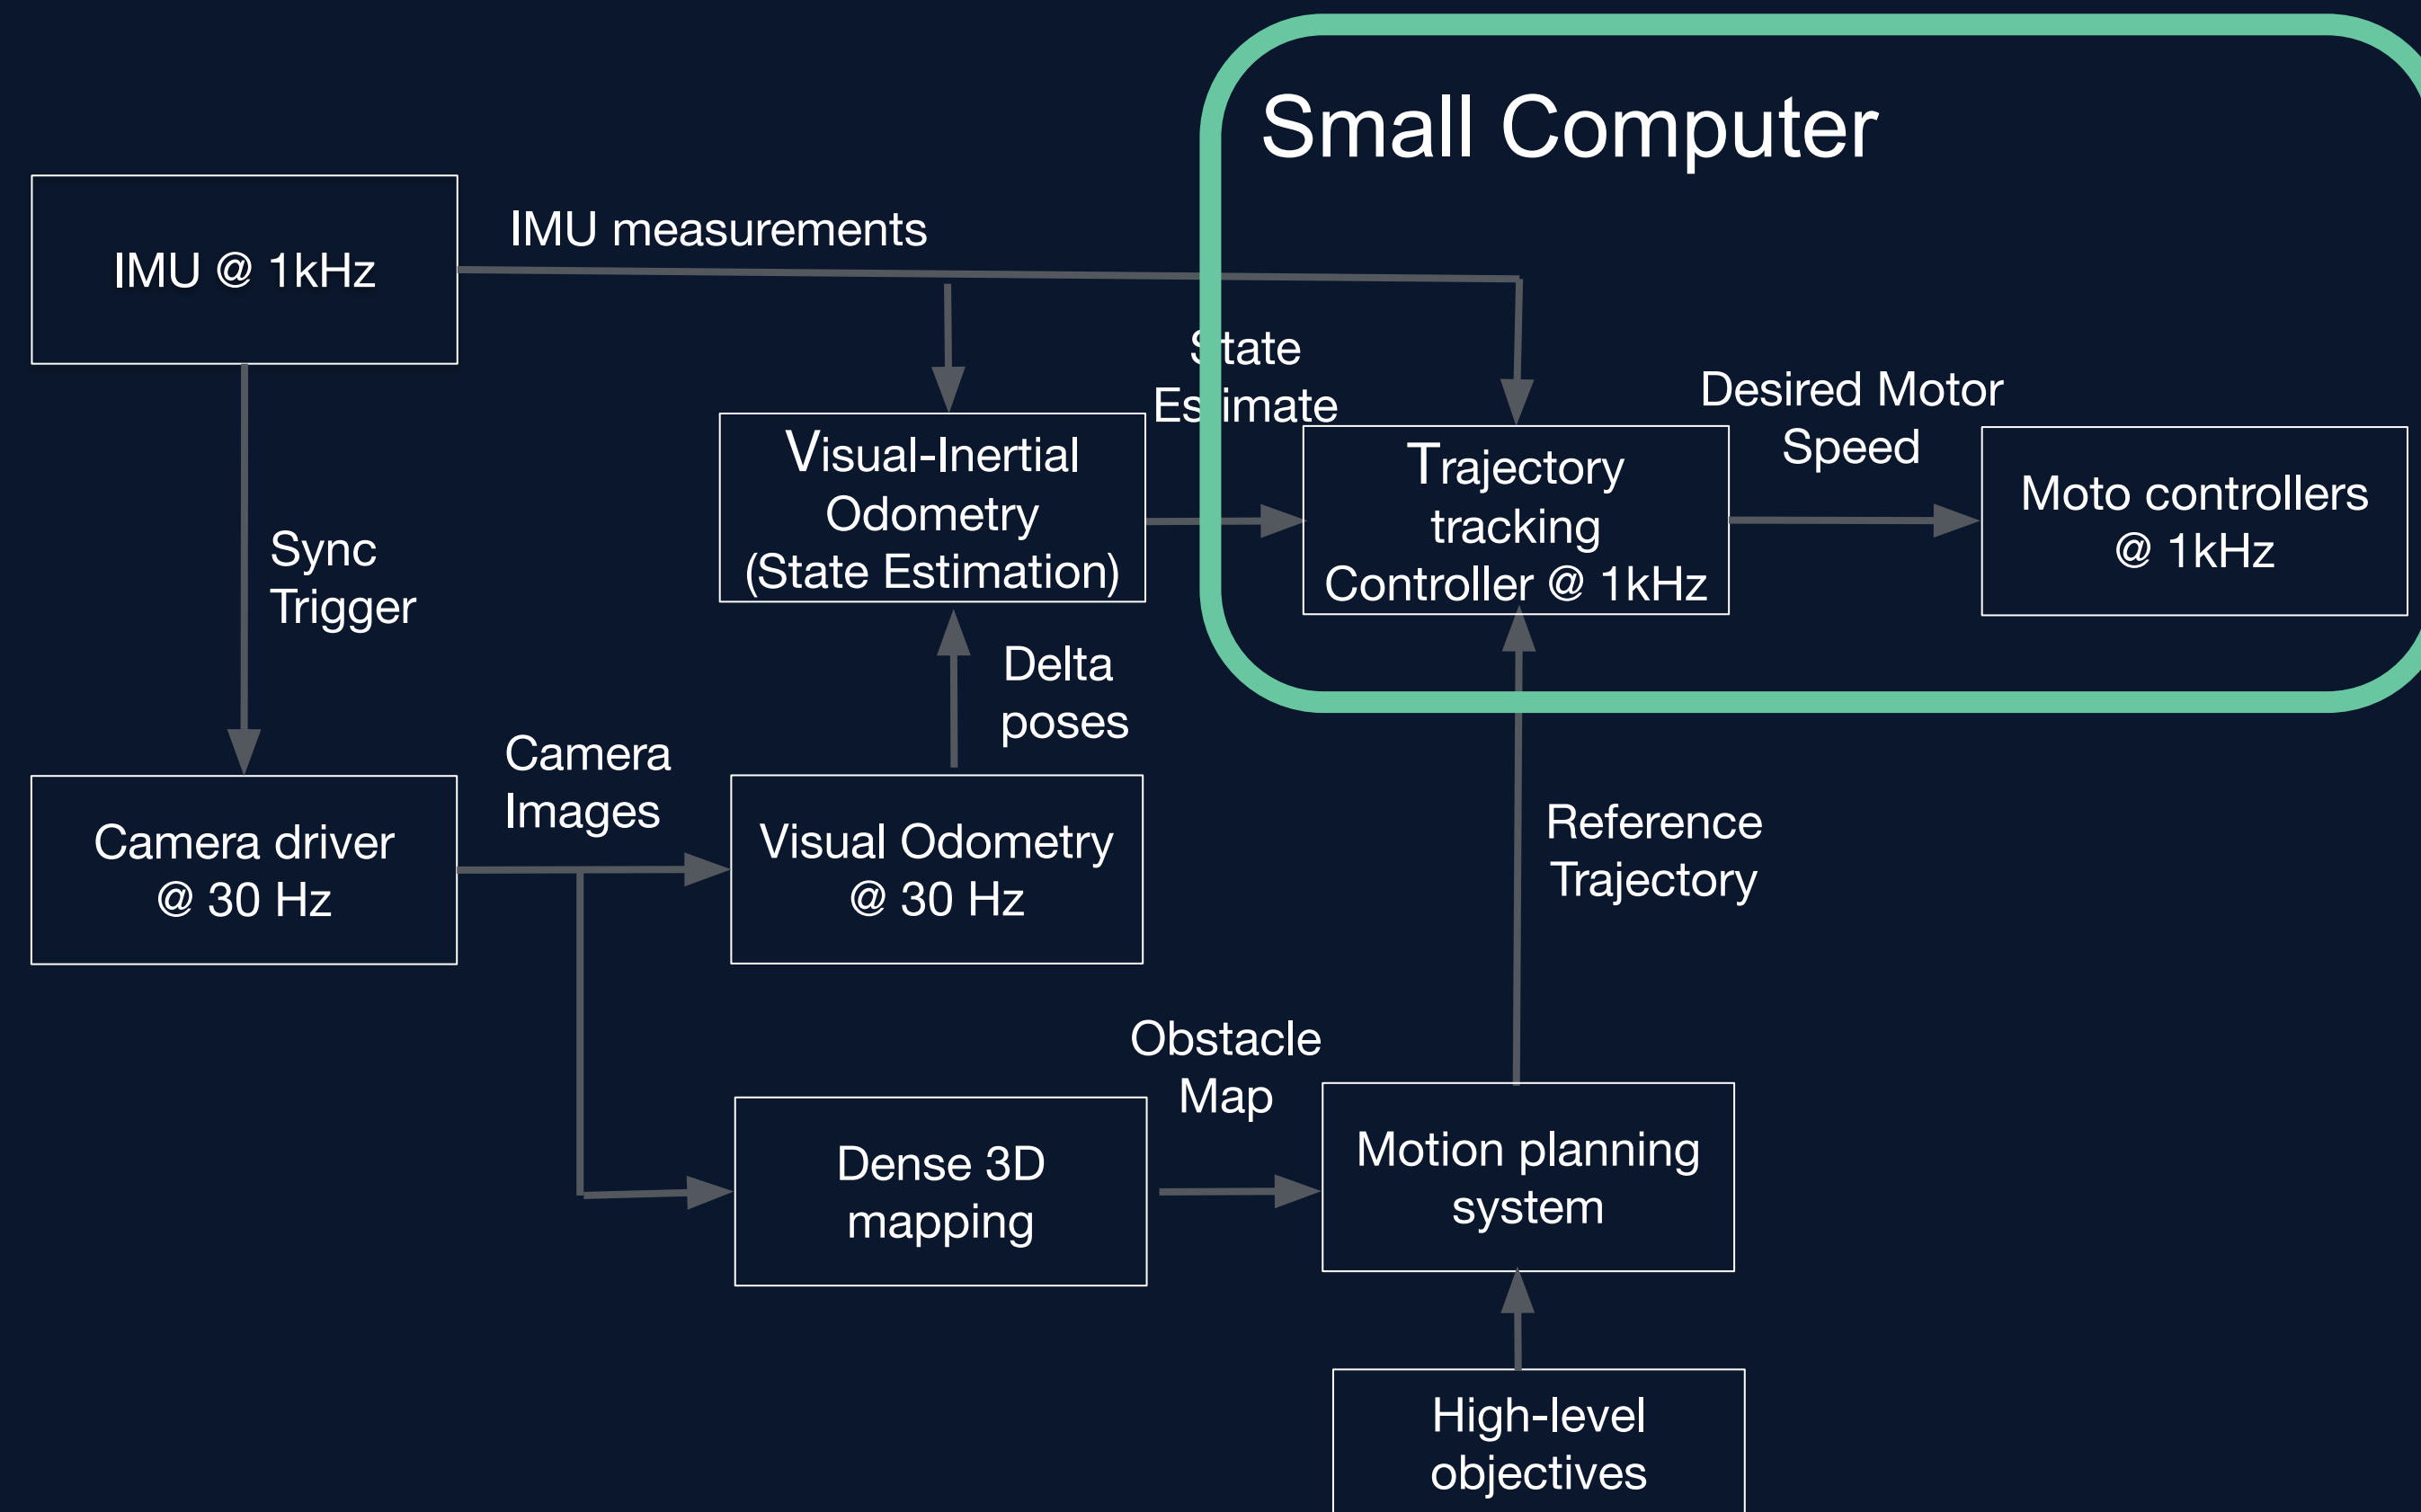 Small Computer
IMU @ 1kHz
IMU measurements
State
Estimate
Desired Motor
Speed
Visual-Inertial
Odometry
(State Estimation)
Trajectory
tracking
Controller @ 1kHz
Moto controllers
@ 1kHz
Sync
Trigger
Delta
poses
Camera
Images
Camera driver
@ 30 Hz
Visual Odometry
@ 30 Hz
Reference
Trajectory
Obstacle
Map
Dense 3D
mapping
Motion planning
system
High-level
objectives